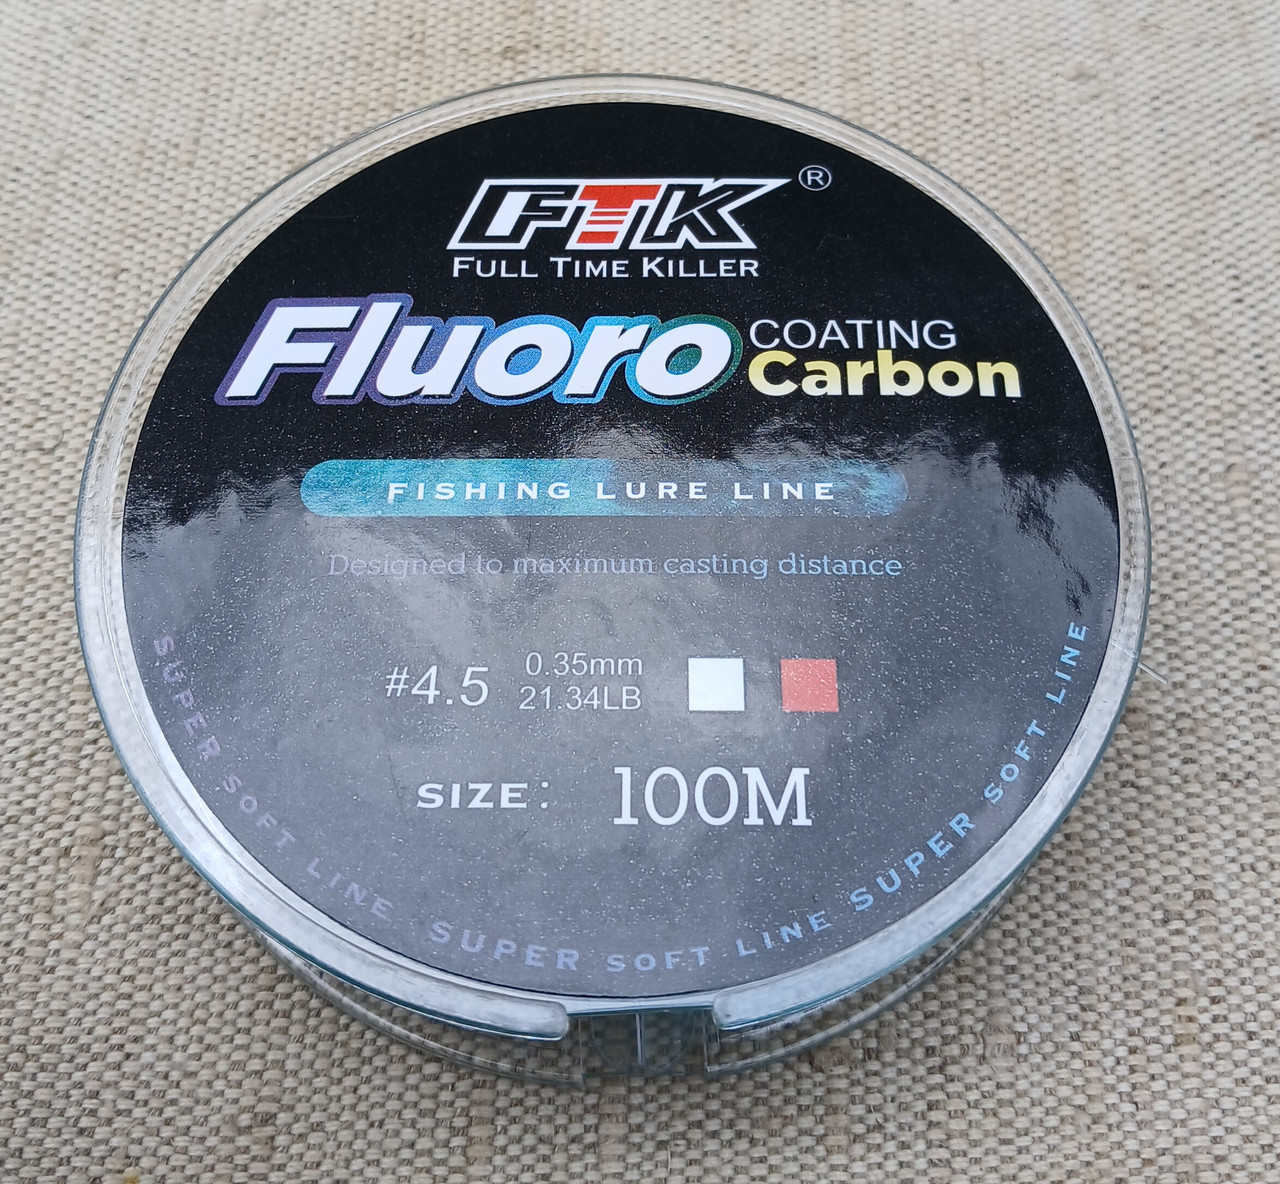 FTK®
FULL TIME KILLER
Fluoro COATING Carbon
FISHING LURE LINE
Designed to maximum casting distance
#4.5 0.35mm 21.34LB
SIZE: 100M
SUPER SOFT LINE SUPER SOFT LINE SUPER SOFT LINE